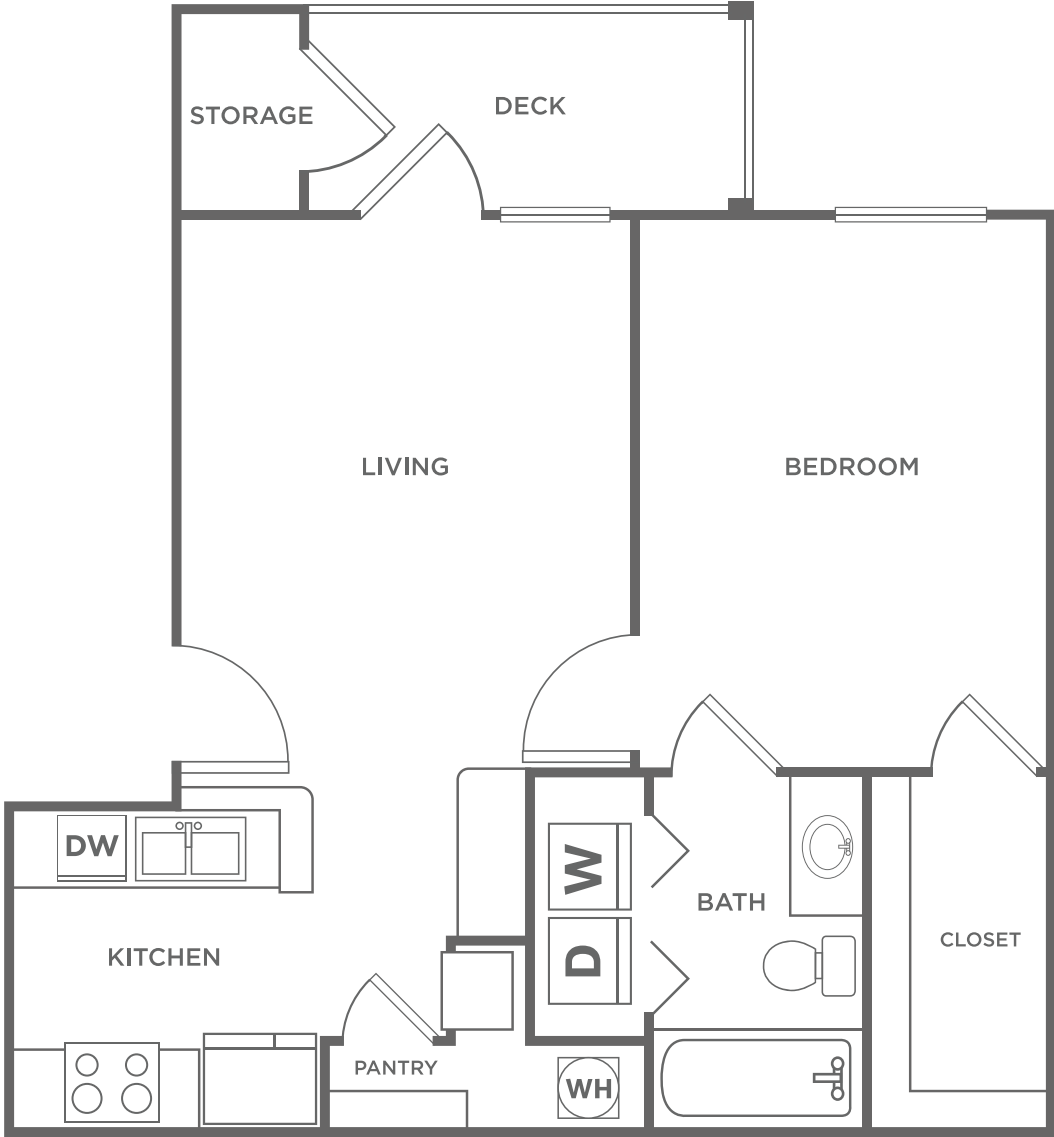 DECK
STORAGE
LIVING
BEDROOM
DW
W
BATH
CLOSET
KITCHEN
D
PANTRY
WH